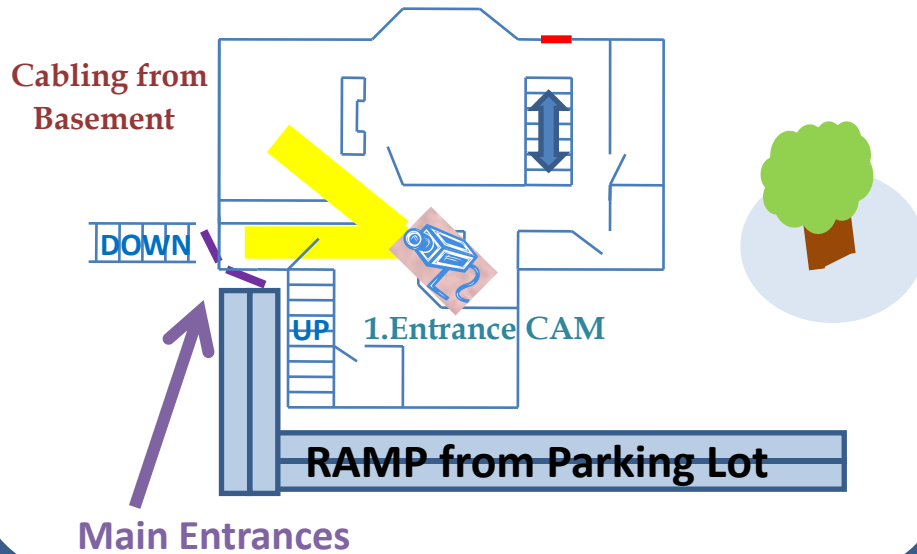 Cabling from
Basement
DOWN
UP
1.Entrance CAM
RAMP from Parking Lot
Main Entrances